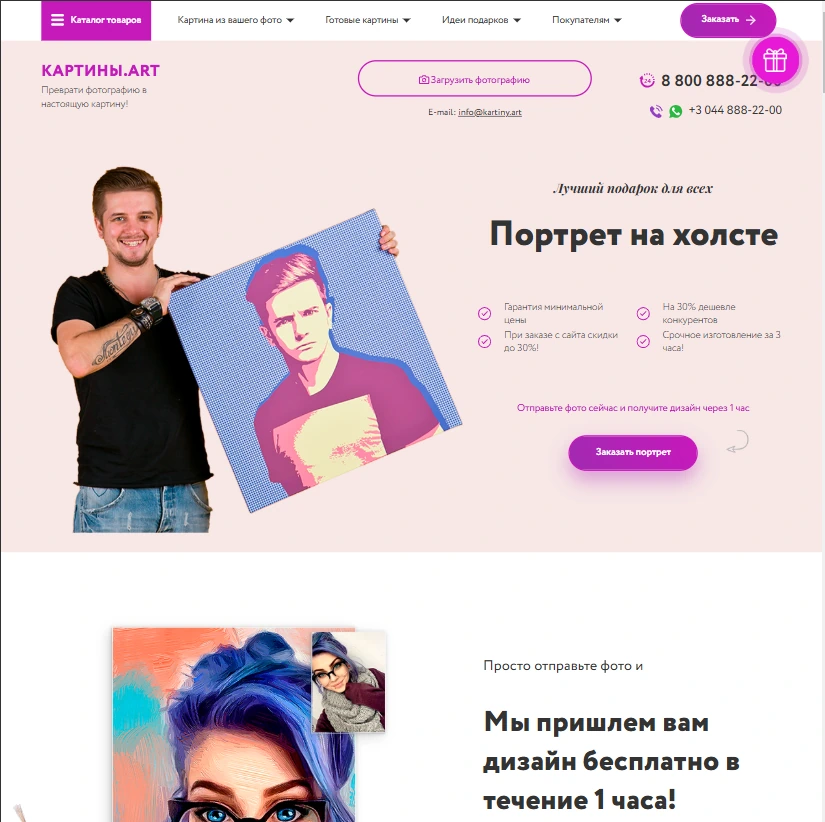 Каталог товаров
Картина из вашего фото
Готовые картины
Идеи подарков
Покупателям
Заказать
КАРТИНЫ.ART
Преврати фотографию в
настоящую картину!
Загрузить фотографию
E-mail: info@kartiny.art
24
8 800 888-22-00
+3 044 888-22-00
Лучший подарок для всех
Портрет на холсте
Гарантия минимальной
цены
На 30% дешевле
конкурентов
При заказе с сайта скидки
до 30%!
Срочное изготовление за 3
часа!
Отправьте фото сейчас и получите дизайн через 1 час
Заказать портрет
Просто отправьте фото и
Мы пришлем вам
дизайн бесплатно в
течение 1 часа!